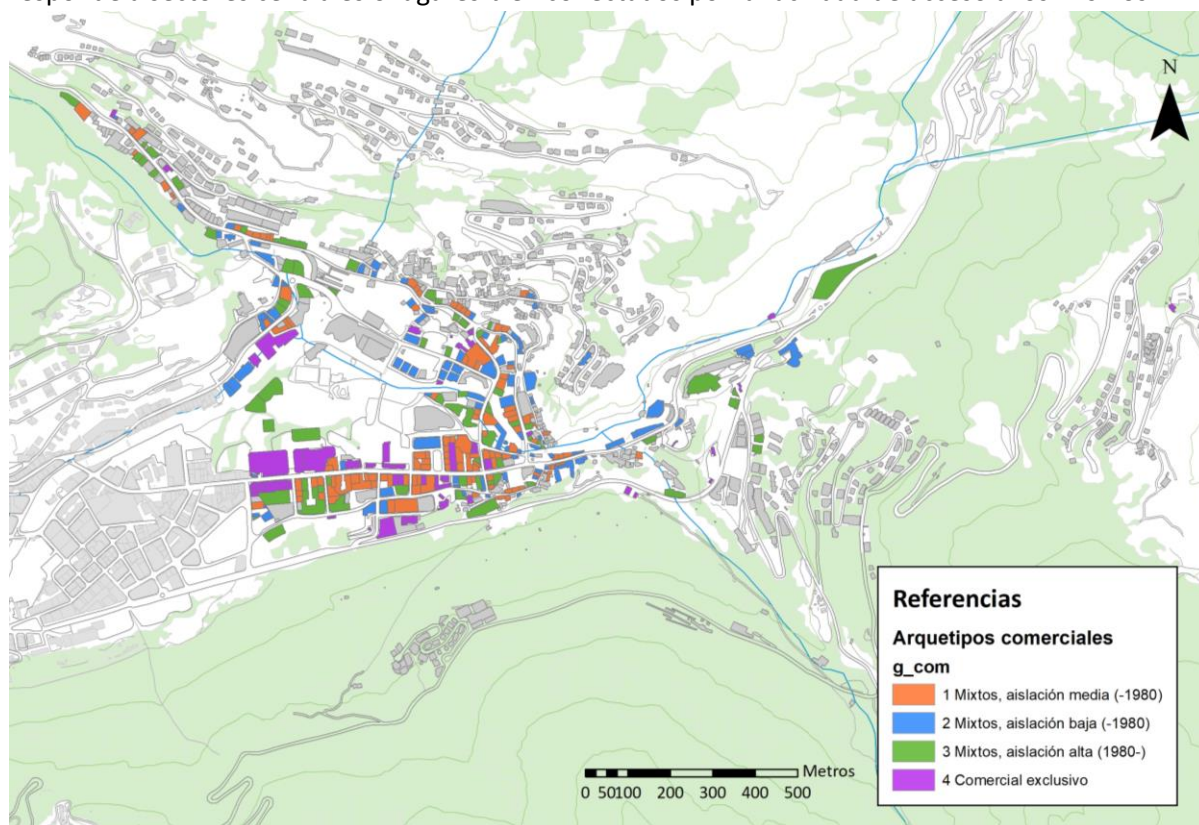 N
Referencias
Arquetipos comerciales
g_com
1 Mixtos, aislación media (-1980)
2 Mixtos, aislación baja (-1980)
3 Mixtos, aislación alta (1980-)
4 Comercial exclusivo
Metros
0 50100 200 300 400 500